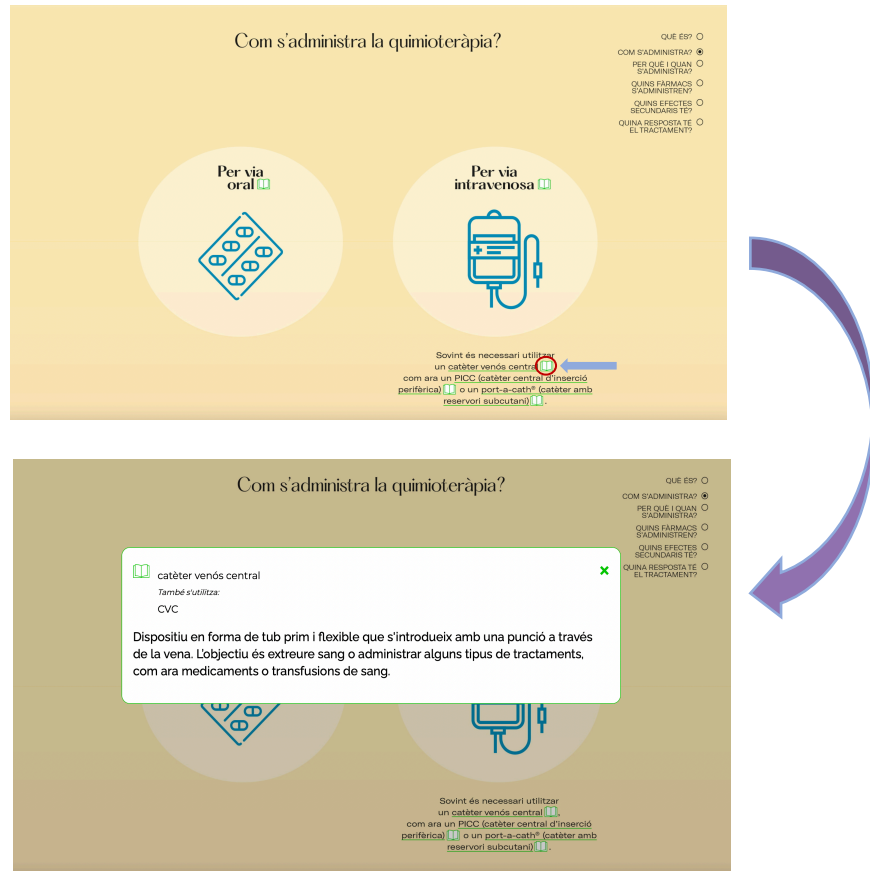 Com s'administra la quimioteràpia?
QUÈ ÉS?
COM S'ADMINISTRA?
PER QUÈ I QUAN
S'ADMINISTRA?
QUINS FÀRMACS
S'ADMINISTREN?
QUINS EFECTES
SECUNDARIS TÉ?
QUINA RESPOSTA TÉ
EL TRACTAMENT?
Per via
oral
Per via
intravenosa
Sovint és necessari utilitzar
un catèter venós central
com ara un PICC (catèter central d'inserció
perifèrica) o un port-a-cath® (catèter amb
reservori subcutani) .
Com s'administra la quimioteràpia?
QUÈ ÉS?
COM S'ADMINISTRA?
PER QUÈ I QUAN
S'ADMINISTRA?
QUINS FÀRMACS
S'ADMINISTREN?
QUINS EFECTES
SECUNDARIS TÉ?
QUINA RESPOSTA TÉ
EL TRACTAMENT?
catèter venós central
També s'utilitza:
CVC
Dispositiu en forma de tub prim i flexible que s'introdueix amb una punció a través
de la vena. L'objectiu és extreure sang o administrar alguns tipus de tractaments,
com ara medicaments o transfusions de sang.
Sovint és necessari utilitzar
un catèter venós central ,
com ara un PICC (catèter central d'inserció
perifèrica) o un port-a-cath® (catèter amb
reservori subcutani) .